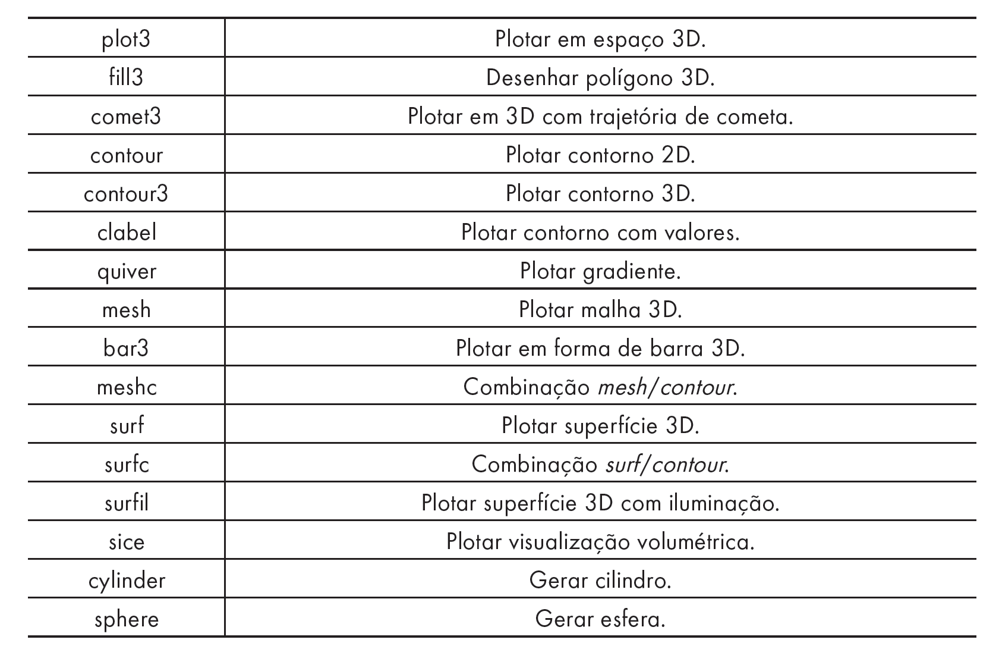 plot3 Plotar em espaço 3D.
fill3 Desenhar polígono 3D.
comet3 Plotar em 3D com trajetória de cometa.
contour Plotar contorno 2D.
contour3 Plotar contorno 3D.
clabel Plotar contorno com valores.
quiver Plotar gradiente.
mesh Plotar malha 3D.
bar3 Plotar em forma de barra 3D.
meshc Combinação mesh/contour.
surf Plotar superfície 3D.
surfc Combinação surf/contour.
surfil Plotar superfície 3D com iluminação.
sice Plotar visualização volumétrica.
cylinder Gerar cilindro.
sphere Gerar esfera.